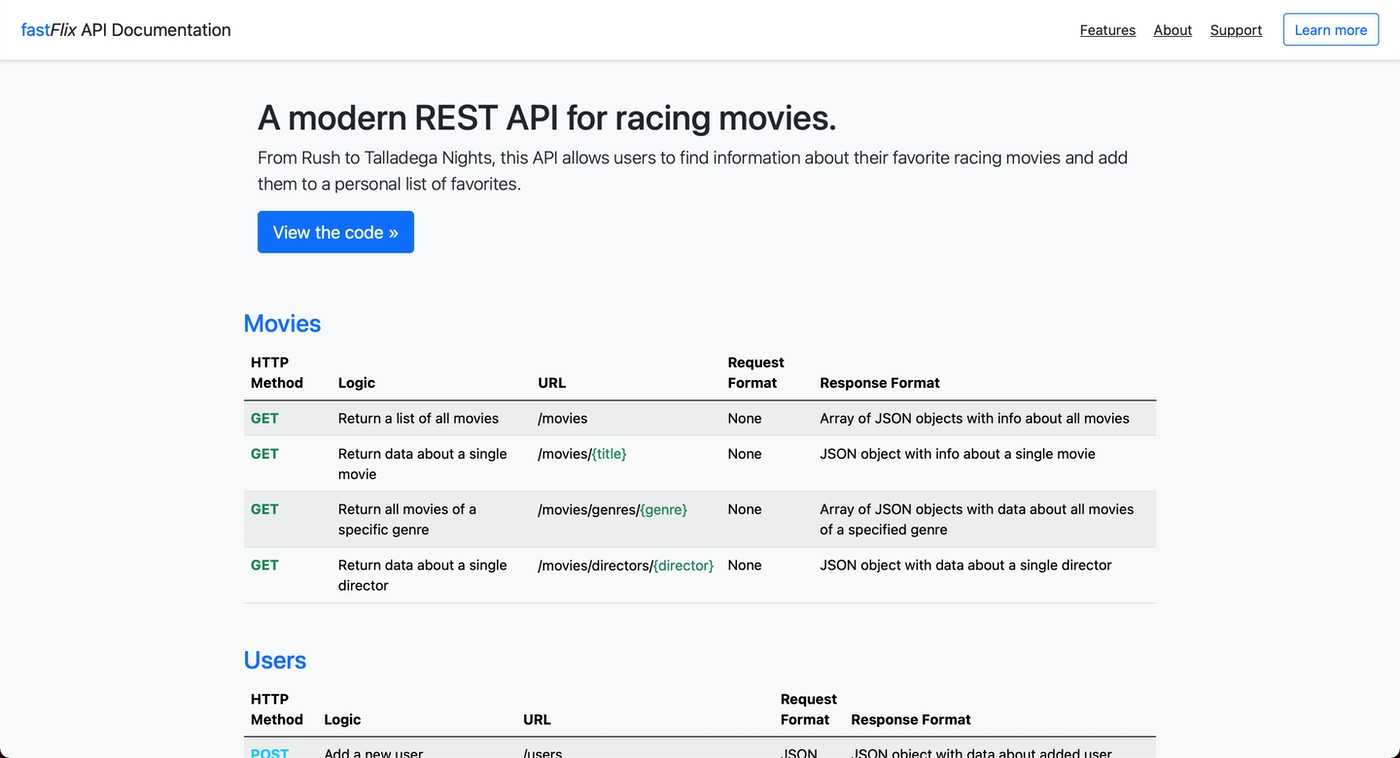 fastFlix API Documentation
Features About Support Learn more
A modern REST API for racing movies.
From Rush to Talladega Nights, this API allows users to find information about their favorite racing movies and add
them to a personal list of favorites.
View the code »
Movies
HTTP Method Logic URL Request Format Response Format
GET Return a list of all movies /movies None Array of JSON objects with info about all movies
GET Return data about a single movie /movies/{title} None JSON object with info about a single movie
GET Return all movies of a specific genre /movies/genres/{genre} None Array of JSON objects with data about all movies of a specified genre
GET Return data about a single director /movies/directors/{director} None JSON object with data about a single director
Users
HTTP Method Logic URL Request Format Response Format
POST Add a new user /users JSON JSON object with data about added user